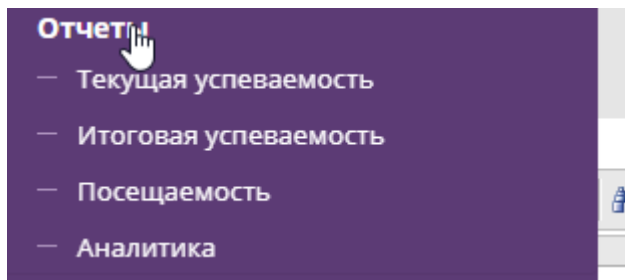 Отчеты
Текущая успеваемость
Итоговая успеваемость
Посещаемость
Аналитика